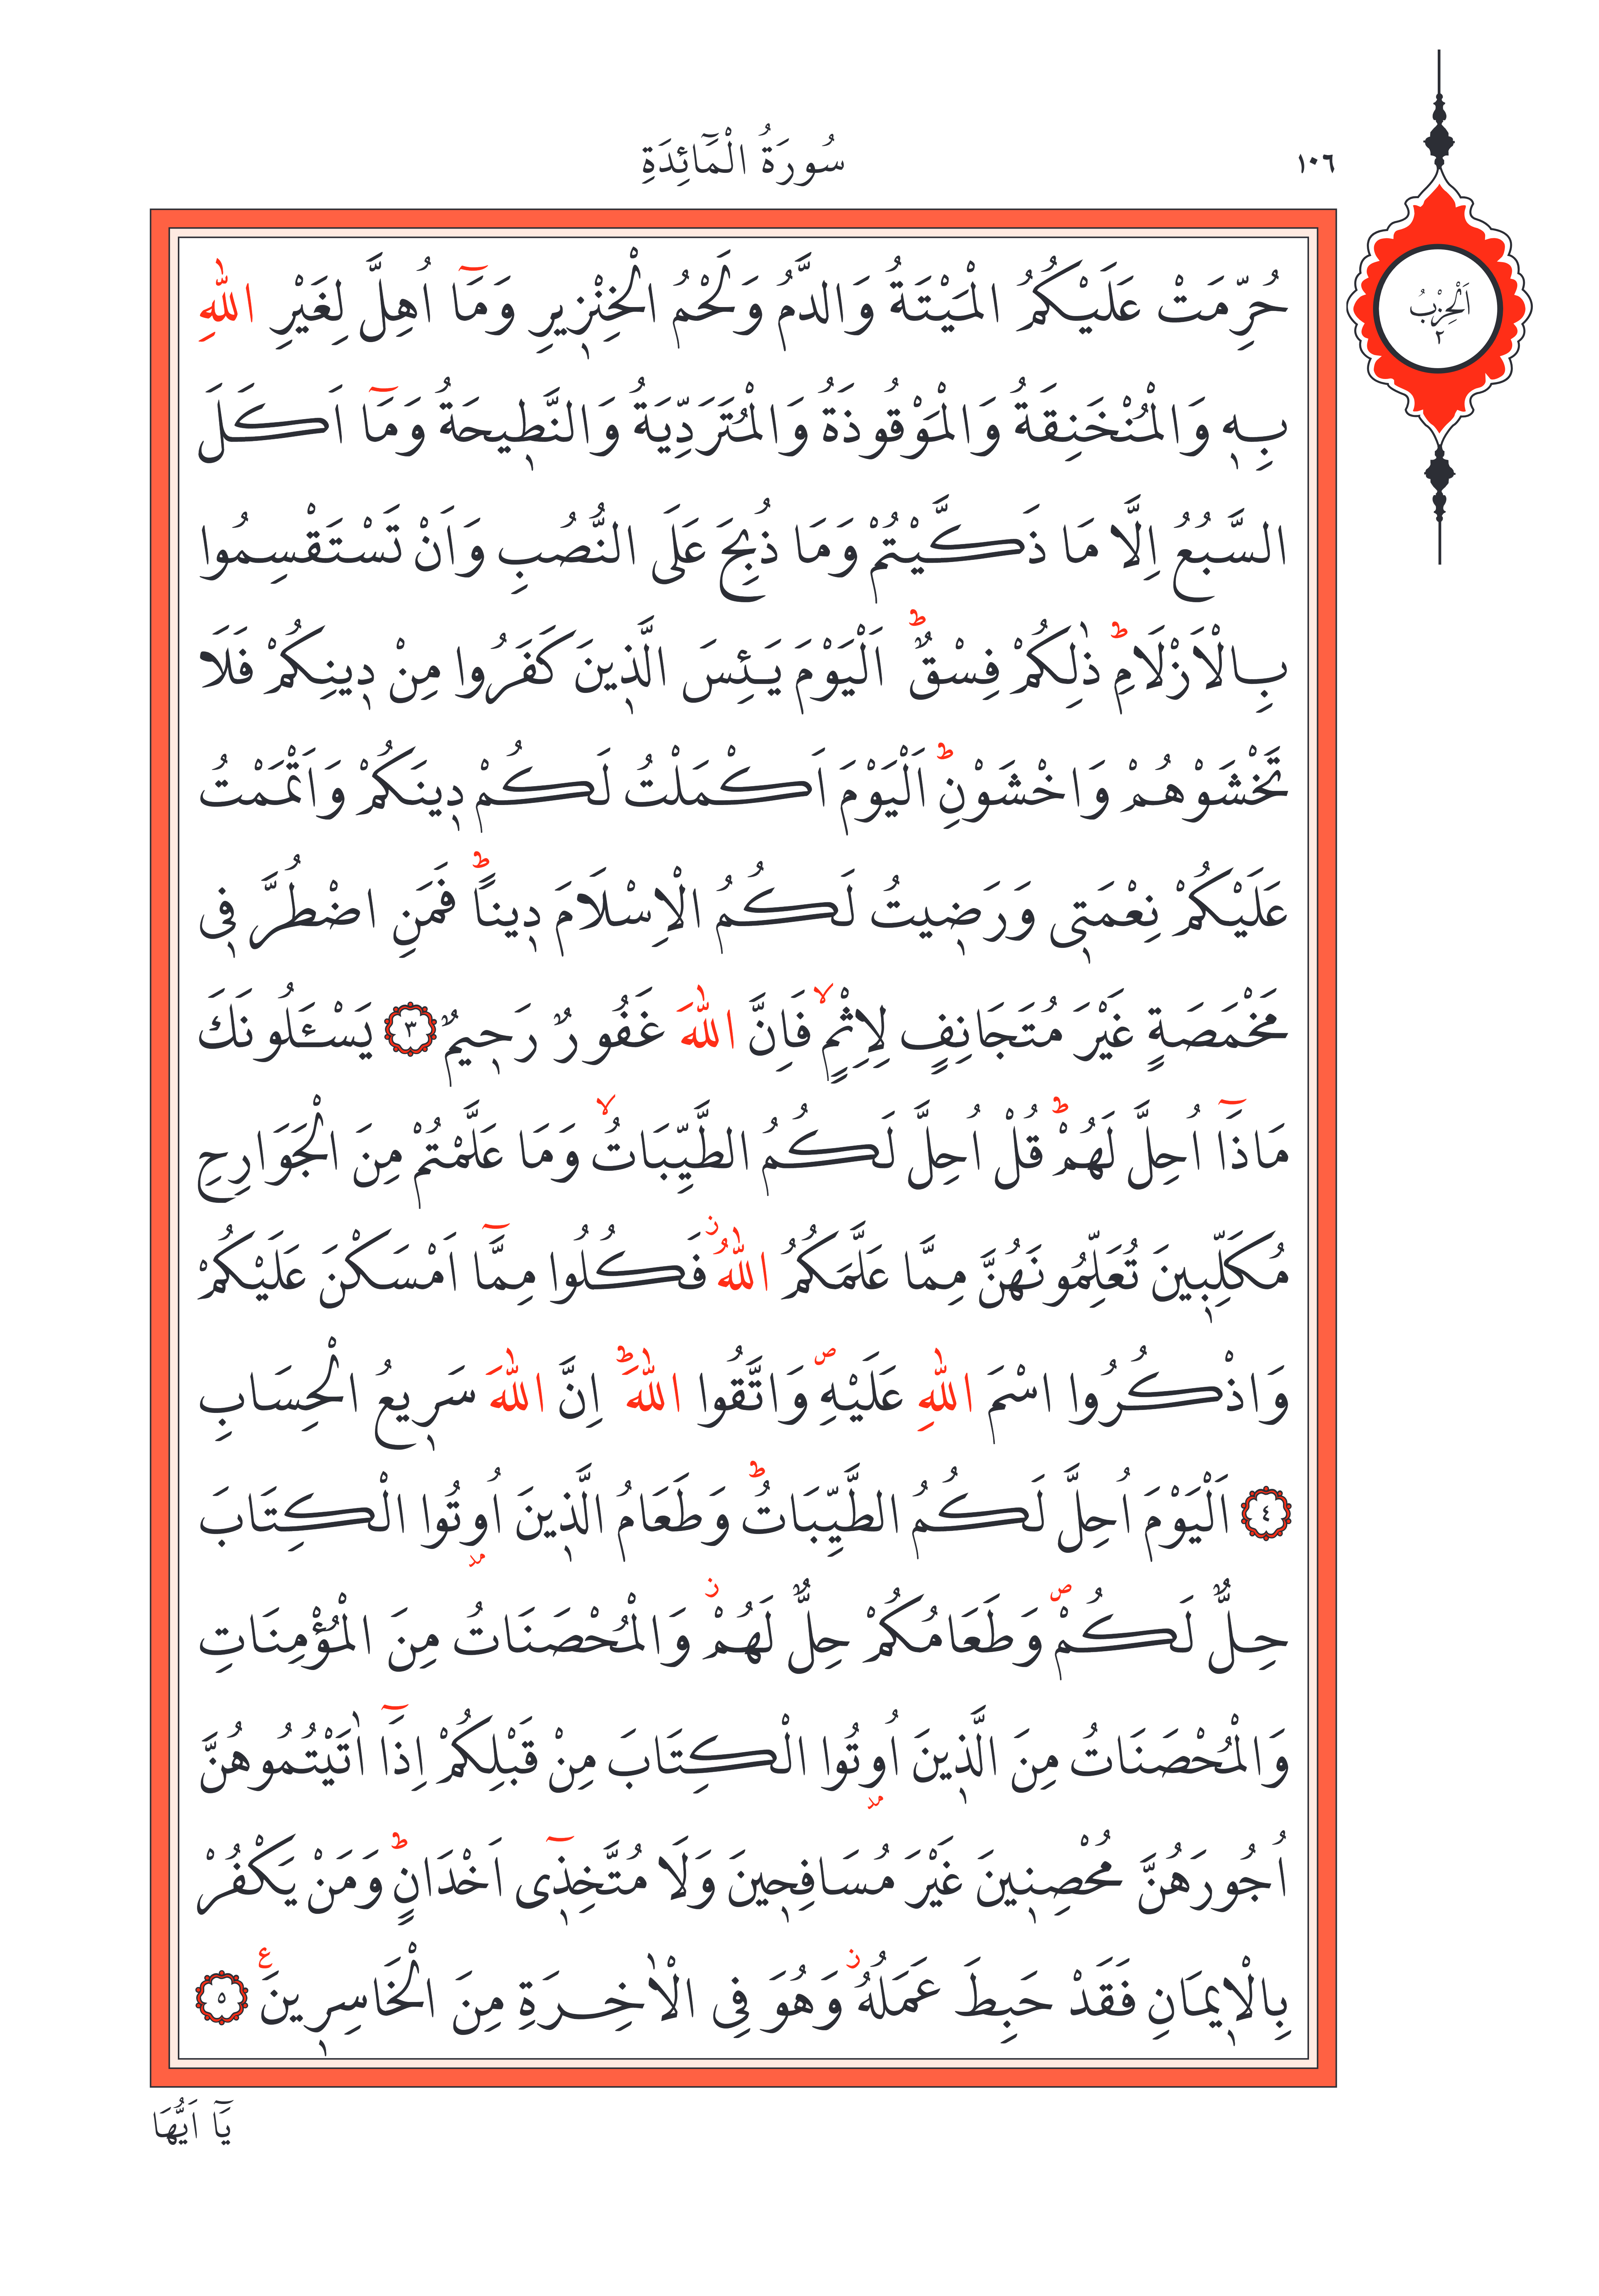 ١٠٦
سُورَةُ الْمَٓائِدَةِ
اَلْحِزْبُ
٢
حُرِّمَتْ عَلَيْكُمُ الْمَيْتَةُ وَالدَّمُ وَلَحْمُ الْخِنْز۪يرِ وَمَٓا اُهِلَّ لِغَيْرِ اللّٰهِ
بِه۪ وَالْمُنْخَنِقَةُ وَالْمَوْقُوذَةُ وَالْمُتَرَدِّيَةُ وَالنَّط۪يحَةُ وَمَٓا اَكَلَ
السَّبُعُ اِلَّا مَا ذَكَّيْتُمْ وَمَا ذُبِحَ عَلَى النُّصُبِ وَاَنْ تَسْتَقْسِمُوا
بِالْاَزْلَامِۜ ذٰلِكُمْ فِسْقٌۜ اَلْيَوْمَ يَئِسَ الَّذ۪ينَ كَفَرُوا مِنْ د۪ينِكُمْ فَلَا
تَخْشَوْهُمْ وَاخْشَوْنِۜ اَلْيَوْمَ اَكْمَلْتُ لَكُمْ د۪ينَكُمْ وَاَتْمَمْتُ
عَلَيْكُمْ نِعْمَت۪ى وَرَض۪يتُ لَكُمُ الْاِسْلَامَ د۪يناًۜ فَمَنِ اضْطُرَّ ف۪ى
مَخْمَصَةٍ غَيْرَ مُتَجَانِفٍ لِاِثْمٍۙ فَاِنَّ اللّٰهَ غَفُورٌ رَح۪يمٌ ﴿٣﴾ يَسْـَٔلُونَكَ
مَاذَٓا اُحِلَّ لَهُمْۜ قُلْ اُحِلَّ لَكُمُ الطَّيِّبَاتُۙ وَمَا عَلَّمْتُمْ مِنَ الْجَوَارِحِ
مُكَلِّب۪ينَ تُعَلِّمُونَهُنَّ مِمَّا عَلَّمَكُمُ اللّٰهُۘ فَكُلُوا مِمَّٓا اَمْسَكْنَ عَلَيْكُمْ
وَاذْكُرُوا اسْمَ اللّٰهِ عَلَيْهِۖ وَاتَّقُوا اللّٰهَۜ اِنَّ اللّٰهَ سَر۪يعُ الْحِسَابِ
﴿٤﴾ اَلْيَوْمَ اُحِلَّ لَكُمُ الطَّيِّبَاتُۜ وَطَعَامُ الَّذ۪ينَ اُو۫تُوا الْكِتَابَ
حِلٌّ لَكُمْۖ وَطَعَامُكُمْ حِلٌّ لَهُمْۘ وَالْمُحْصَنَاتُ مِنَ الْمُؤْمِنَاتِ
وَالْمُحْصَنَاتُ مِنَ الَّذ۪ينَ اُو۫تُوا الْكِتَابَ مِنْ قَبْلِكُمْ اِذَٓا اٰتَيْتُمُوهُنَّ
اُجُورَهُنَّ مُحْصِن۪ينَ غَيْرَ مُسَافِح۪ينَ وَلَا مُتَّخِذ۪ٓى اَخْدَانٍۜ وَمَنْ يَكْفُرْ
بِالْا۪يمَانِ فَقَدْ حَبِطَ عَمَلُهُۘ وَهُوَ فِى الْاٰخِرَةِ مِنَ الْخَاسِر۪ينَ۟ ﴿٥﴾
يَٓا اَيُّهَا